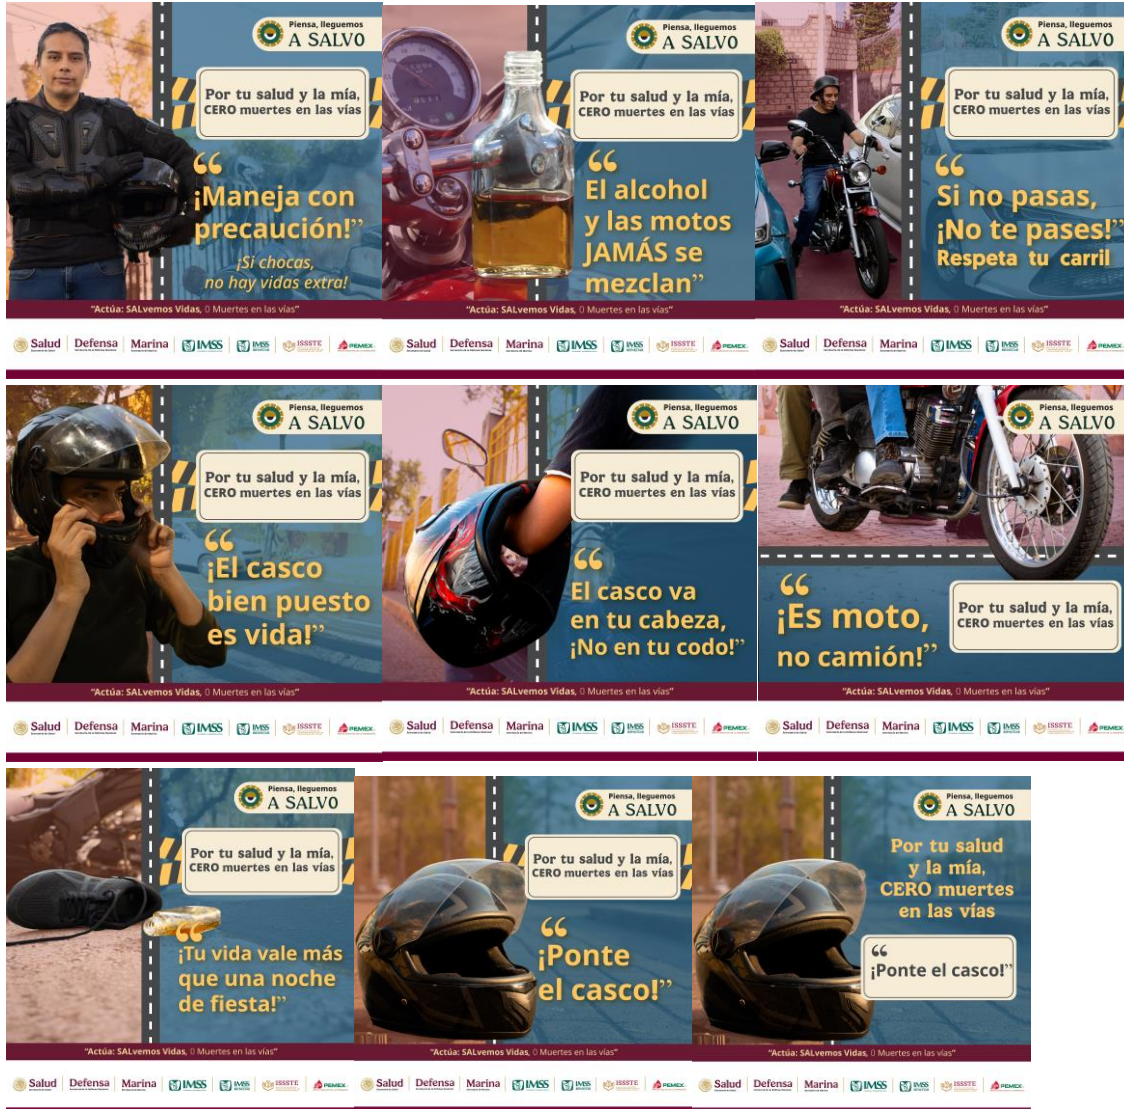 Piensa, lleguemos
A SALVO
Por tu salud y la mía,
CERO muertes en las vías
“
¡Maneja con
precaución!”
¡Si chocas,
no hay vidas extra!
“Actúa: SALvemos Vidas, 0 Muertes en las vías”
Salud Defensa Marina IMSS IMSS ISSSTE PEMEX
Piensa, lleguemos
A SALVO
Por tu salud y la mía,
CERO muertes en las vías
“
El alcohol
y las motos
JAMÁS se
mezclan”
“Actúa: SALvemos Vidas, 0 Muertes en las vías”
Salud Defensa Marina IMSS IMSS ISSSTE PEMEX
Piensa, lleguemos
A SALVO
Por tu salud y la mía,
CERO muertes en las vías
“
Si no pasas,
¡No te pases!”
Respeta tu carril
“Actúa: SALvemos Vidas, 0 Muertes en las vías”
Salud Defensa Marina IMSS IMSS ISSSTE PEMEX
Piensa, lleguemos
A SALVO
Por tu salud y la mía,
CERO muertes en las vías
“
¡El casco
bien puesto
es vida!”
“Actúa: SALvemos Vidas, 0 Muertes en las vías”
Salud Defensa Marina IMSS IMSS ISSSTE PEMEX
Piensa, lleguemos
A SALVO
Por tu salud y la mía,
CERO muertes en las vías
“
El casco va
en tu cabeza,
¡No en tu codo!”
“Actúa: SALvemos Vidas, 0 Muertes en las vías”
Salud Defensa Marina IMSS IMSS ISSSTE PEMEX
Piensa, lleguemos
A SALVO
“
¡Es moto,
no camión!”
Por tu salud y la mía,
CERO muertes en las vías
“Actúa: SALvemos Vidas, 0 Muertes en las vías”
Salud Defensa Marina IMSS IMSS ISSSTE PEMEX
Piensa, lleguemos
A SALVO
Por tu salud y la mía,
CERO muertes en las vías
“
¡Tu vida vale más
que una noche
de fiesta!”
“Actúa: SALvemos Vidas, 0 Muertes en las vías”
Salud Defensa Marina IMSS IMSS ISSSTE PEMEX
Piensa, lleguemos
A SALVO
Por tu salud y la mía,
CERO muertes en las vías
“
¡Ponte
el casco!”
“Actúa: SALvemos Vidas, 0 Muertes en las vías”
Salud Defensa Marina IMSS IMSS ISSSTE PEMEX
Piensa, lleguemos
A SALVO
Por tu salud
y la mía,
CERO muertes
en las vías
“
¡Ponte el casco!”
“Actúa: SALvemos Vidas, 0 Muertes en las vías”
Salud Defensa Marina IMSS IMSS ISSSTE PEMEX